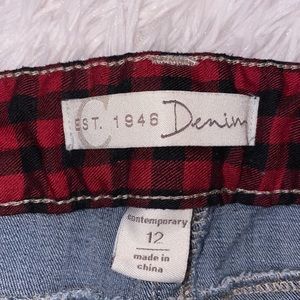 C
EST. 1946 Denim
contemporary
12
made in
china